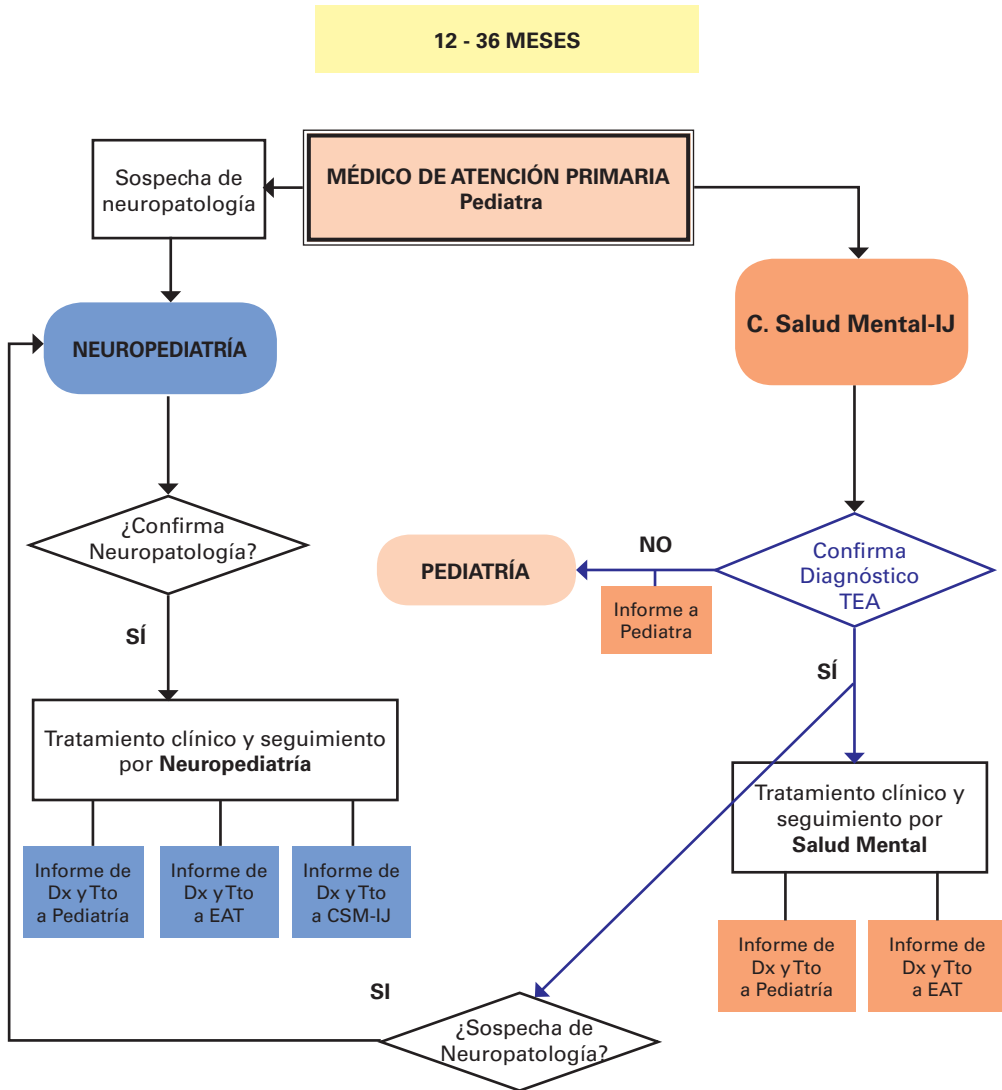 12 - 36 MESES
MÉDICO DE ATENCIÓN PRIMARIA
Pediatra
Sospecha de
neuropatología
NEUROPEDIATRÍA
C. Salud Mental-IJ
¿Confirma
Neuropatología?
SÍ
PEDIATRÍA
NO
Informe a
Pediatra
Confirma
Diagnóstico
TEA
SÍ
Tratamiento clínico y seguimiento
por Neuropediatría
Informe de
Dx y Tto
a Pediatría
Informe de
Dx y Tto
a EAT
Informe de
Dx y Tto
a CSM-IJ
Tratamiento clínico y
seguimiento por
Salud Mental
Informe de
Dx y Tto
a Pediatría
Informe de
Dx y Tto
a EAT
SI
¿Sospecha de
Neuropatología?